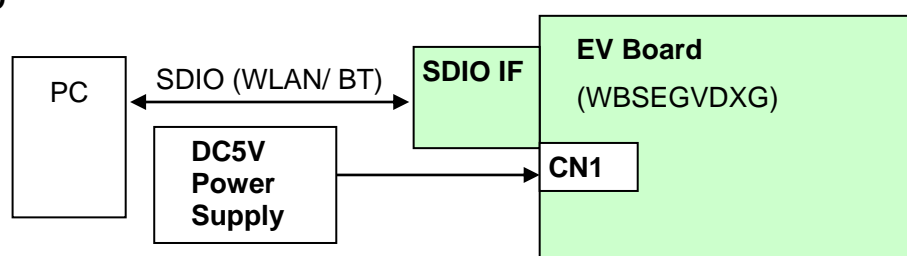 PC
SDIO (WLAN/ BT)
SDIO IF
EV Board
(WBSEGVDXG)
DC5V
Power
Supply
CN1